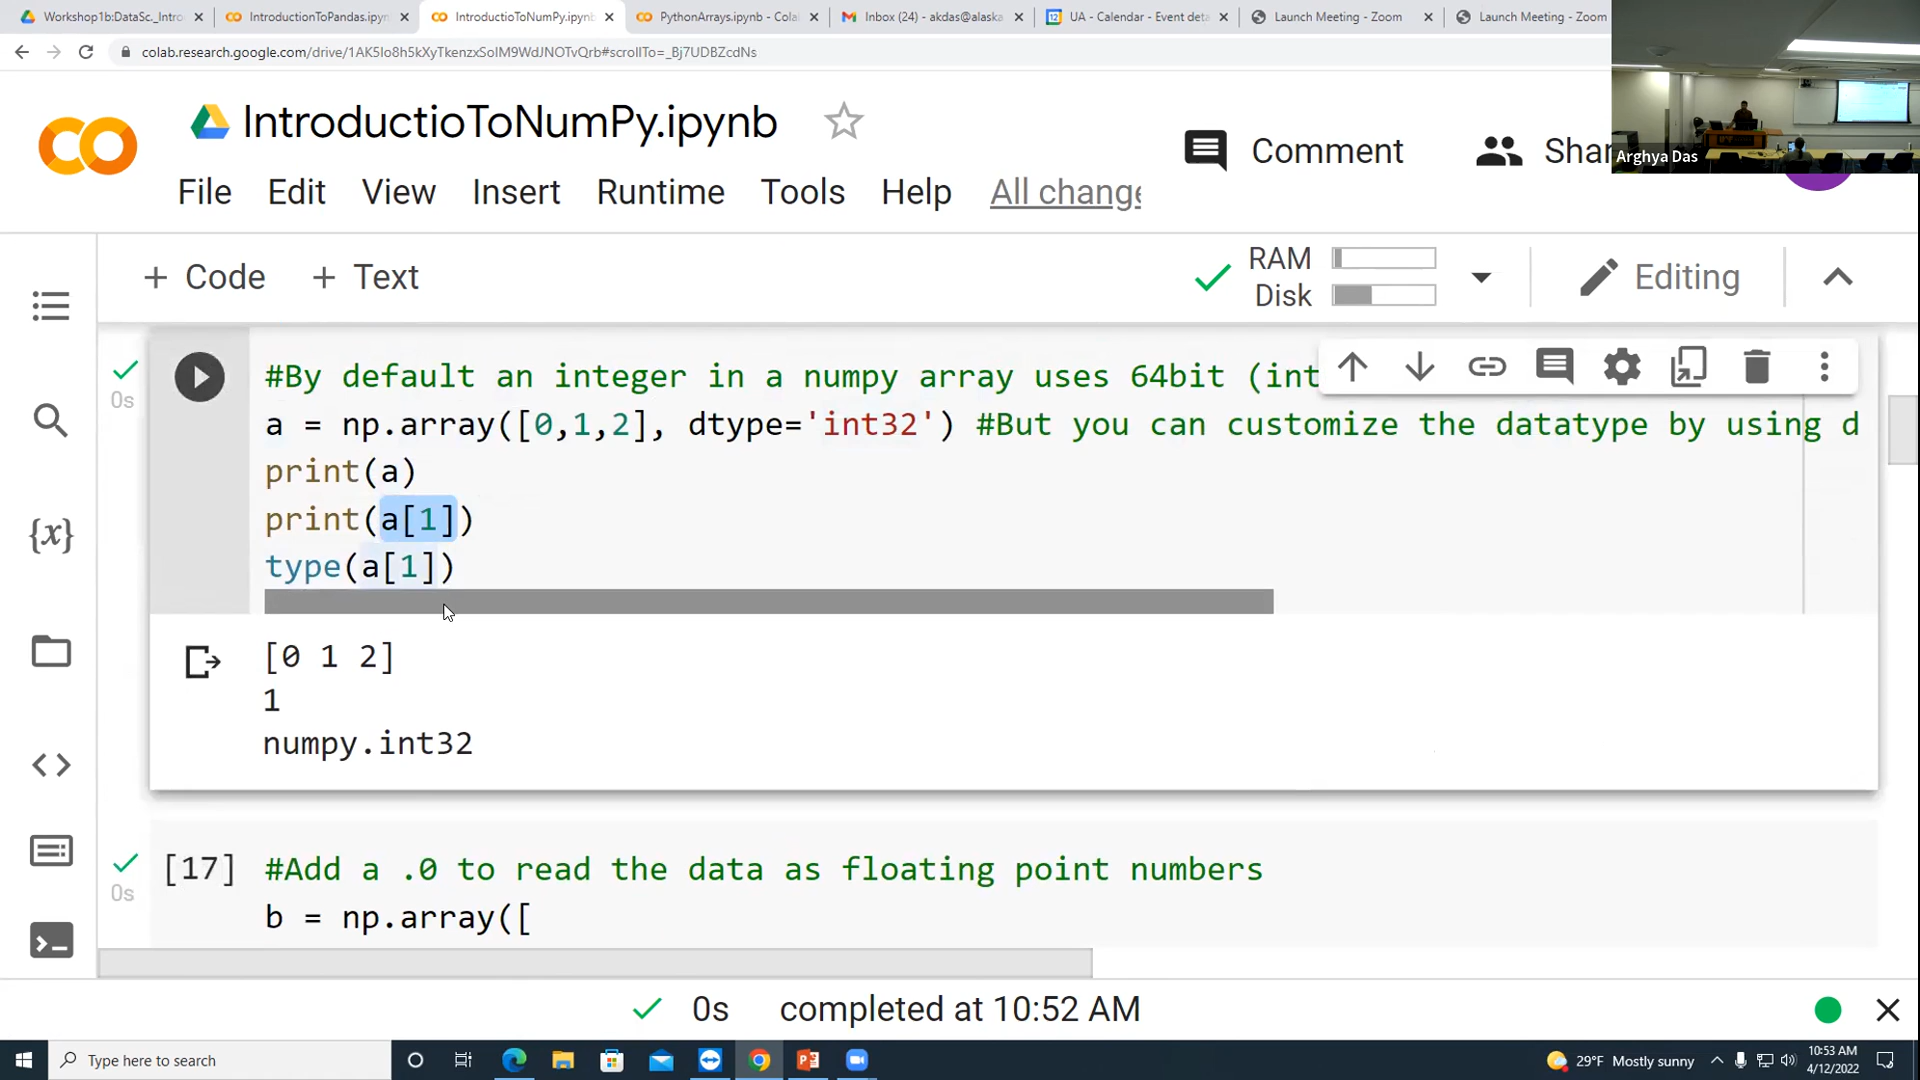 Workshop1b:DataSc._Intro
IntroductionToPandas.ipyn
IntroductioToNumPy.ipynb
PythonArrays.ipynb - Cola
Inbox (24) - akdas@alaska
UA - Calendar - Event deta
Launch Meeting - Zoom
Launch Meeting - Zoom
colab.research.google.com/drive/1AK5Io8h5kXyTkenzxSoIM9WdJNOTvQrb#scrollTo=_Bj7UDBZcdNs
IntroductioToNumPy.ipynb
Comment
Shar
Arghya Das
File Edit View Insert Runtime Tools Help All change
+ Code + Text
RAM
Disk
Editing
#By default an integer in a numpy array uses 64bit (int
a = np.array([0,1,2], dtype='int32') #But you can customize the datatype by using d
print(a)
print(a[1])
type(a[1])
0s
[0 1 2]
1
numpy.int32
[17] #Add a .0 to read the data as floating point numbers
b = np.array([
0s
0s completed at 10:52 AM
Type here to search
29°F Mostly sunny
10:53 AM
4/12/2022